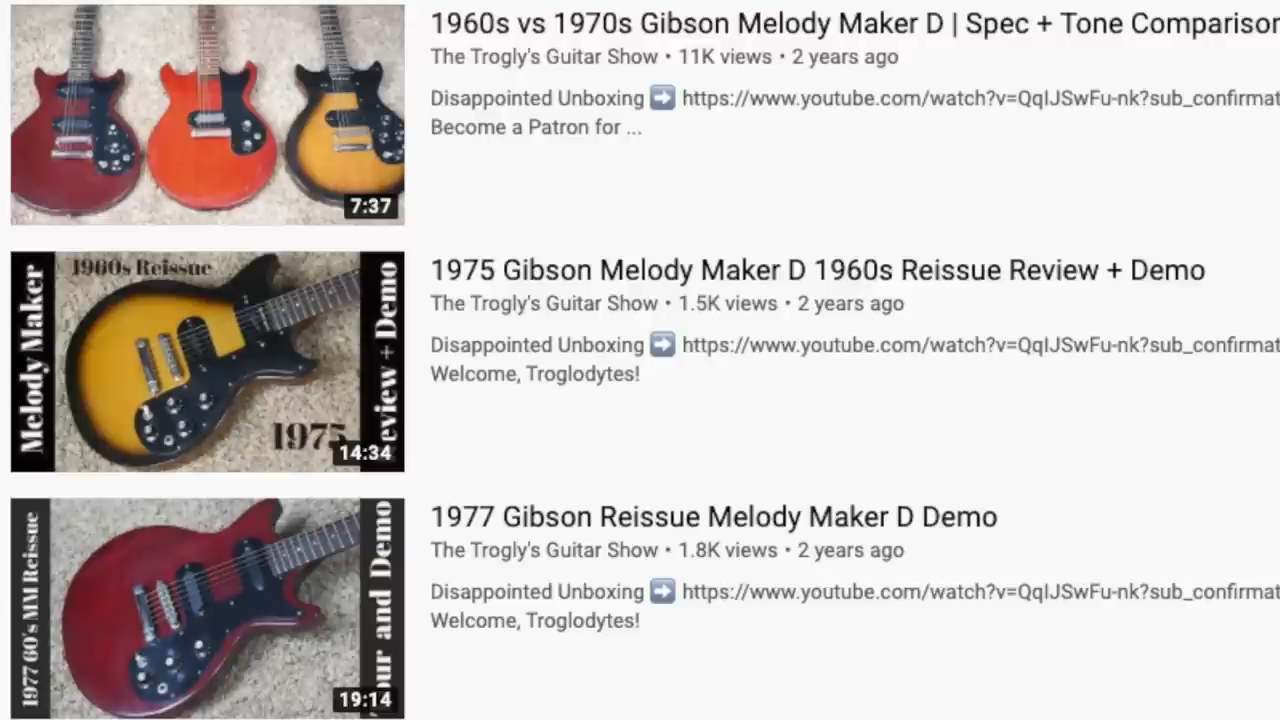 1960s vs 1970s Gibson Melody Maker D | Spec + Tone Comparison
The Trogly's Guitar Show • 11K views • 2 years ago
Disappointed Unboxing ➡️ https://www.youtube.com/watch?v=QqIJSwFu-nk?sub_confirmat
Become a Patron for ...
7:37
Melody Maker
1960s Reissue
1975
eview + Demo
14:34
1975 Gibson Melody Maker D 1960s Reissue Review + Demo
The Trogly's Guitar Show • 1.5K views • 2 years ago
Disappointed Unboxing ➡️ https://www.youtube.com/watch?v=QqIJSwFu-nk?sub_confirmat
Welcome, Troglodytes!
1977 60's MM Reissue
our and Demo
19:14
1977 Gibson Reissue Melody Maker D Demo
The Trogly's Guitar Show • 1.8K views • 2 years ago
Disappointed Unboxing ➡️ https://www.youtube.com/watch?v=QqIJSwFu-nk?sub_confirmat
Welcome, Troglodytes!